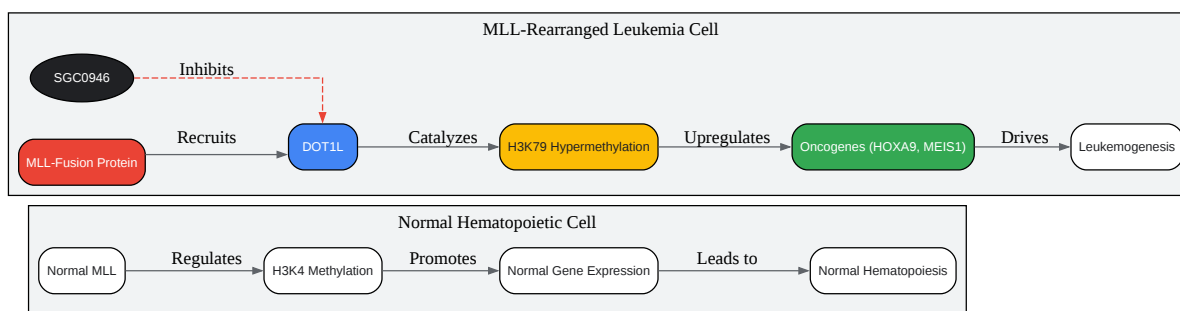 MLL-Rearranged Leukemia Cell
SGC0946
Inhibits
MLL-Fusion Protein
Recruits
DOT1L
Catalyzes
H3K79 Hypermethylation
Upregulates
Oncogenes (HOXA9, MEIS1)
Drives
Leukemogenesis
Normal Hematopoietic Cell
Normal MLL
Regulates
H3K4 Methylation
Promotes
Normal Gene Expression
Leads to
Normal Hematopoiesis